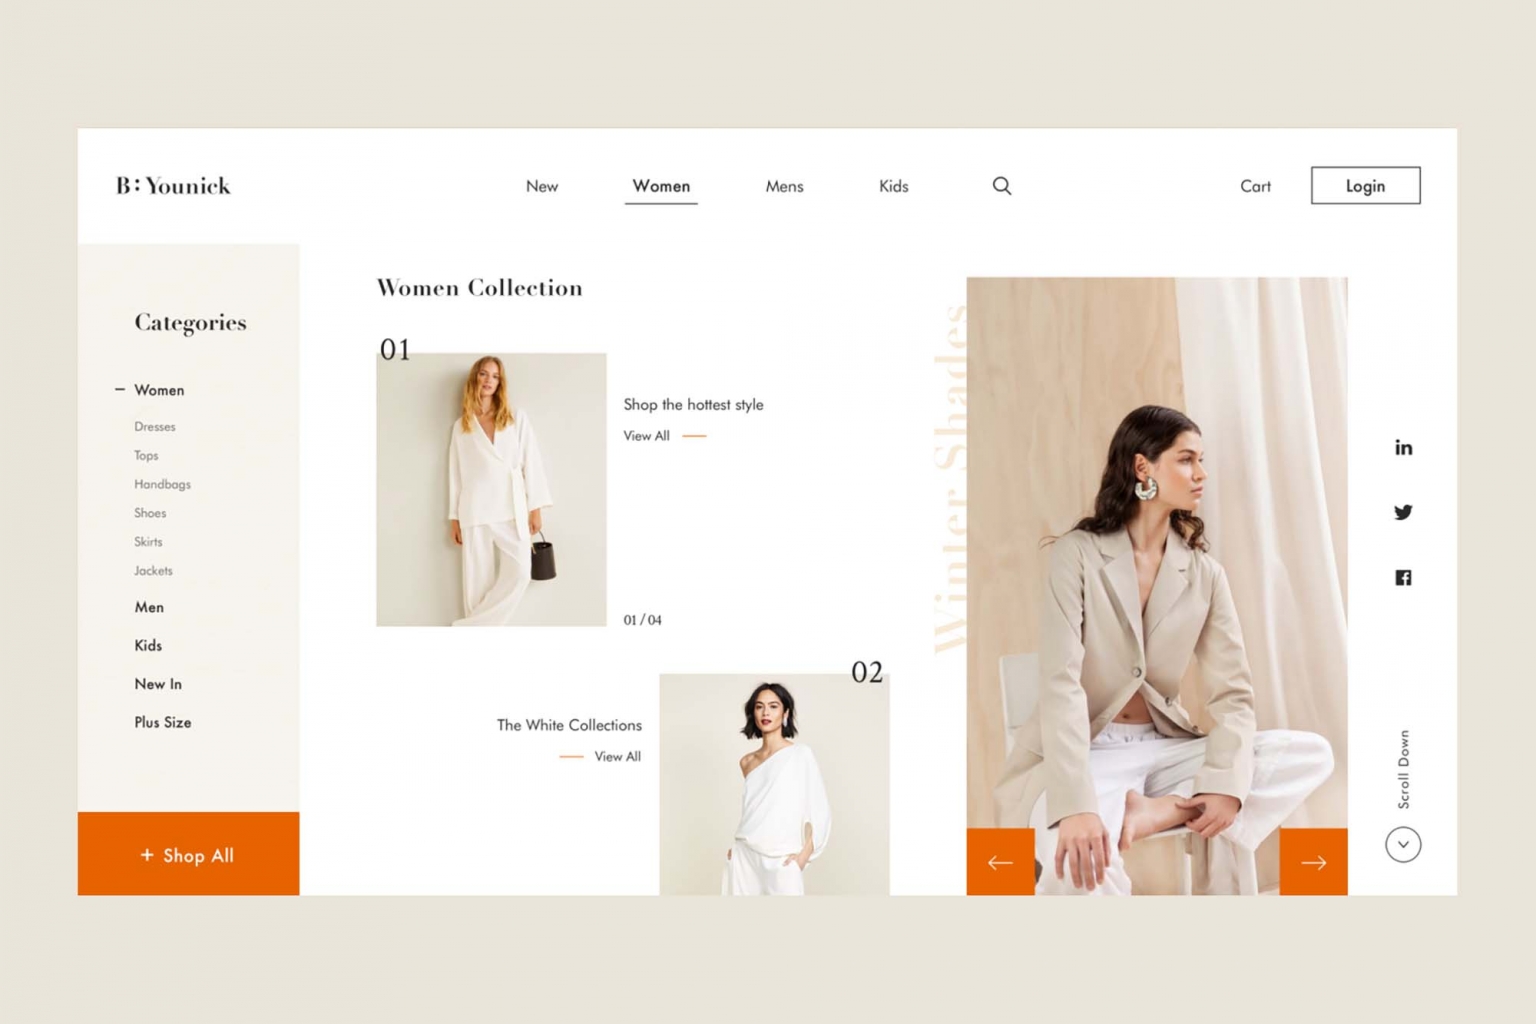 B:Younick
New
Women
Mens
Kids
Cart
Login
Categories
Women
Dresses
Tops
Handbags
Shoes
Skirts
Jackets
Men
Kids
New In
Plus Size
+ Shop All
Women Collection
01
Shop the hottest style
View All
01 / 04
02
The White Collections
View All
Winter Shades
in
Scroll Down